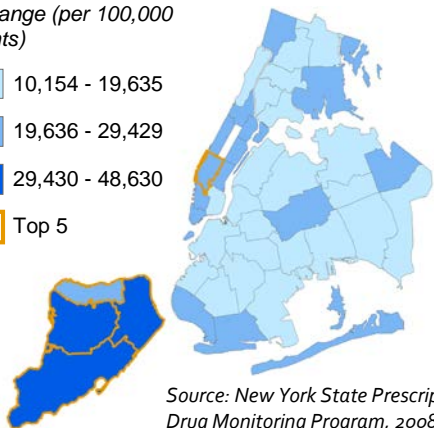 ange (per 100,000
nts)
10,154 - 19,635
19,636 - 29,429
29,430 - 48,630
Top 5
Source: New York State Prescrip
Drug Monitoring Program, 2008